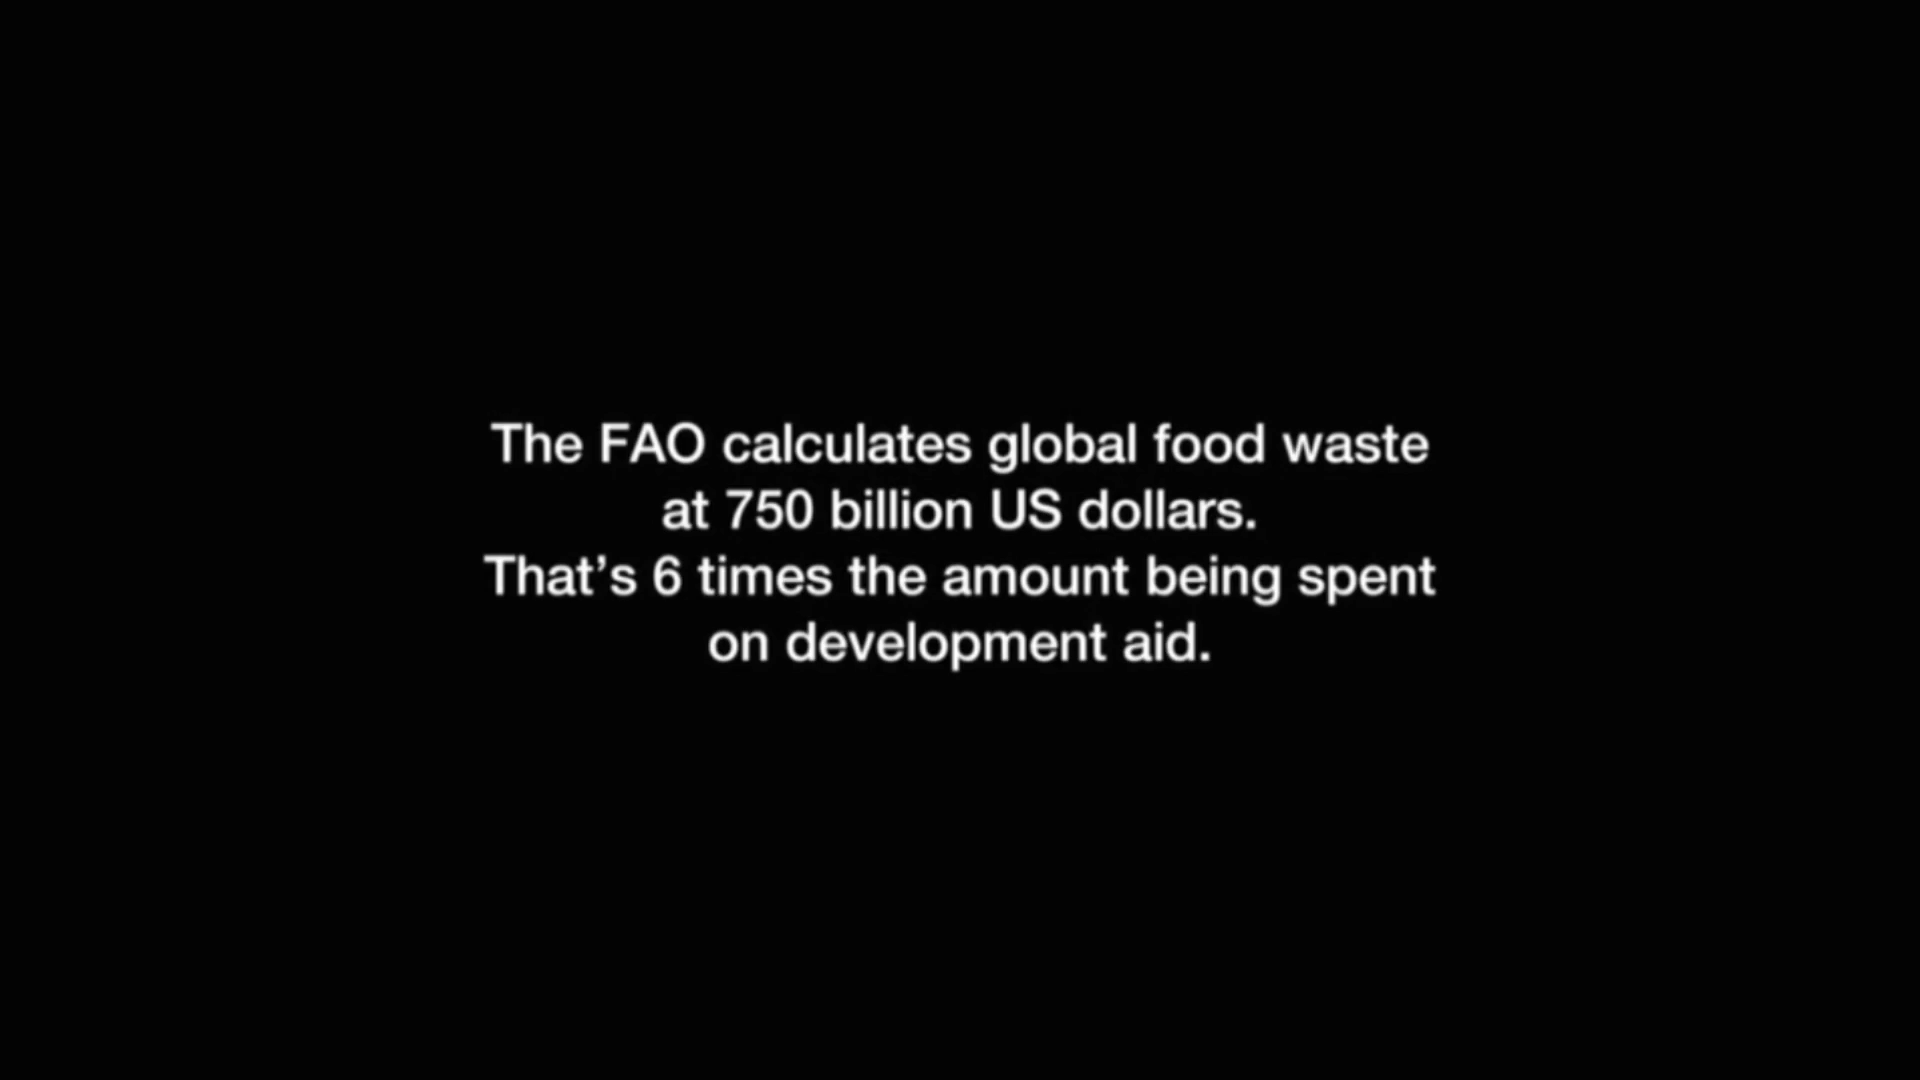 The FAO calculates global food waste
at 750 billion US dollars.
That’s 6 times the amount being spent
on development aid.